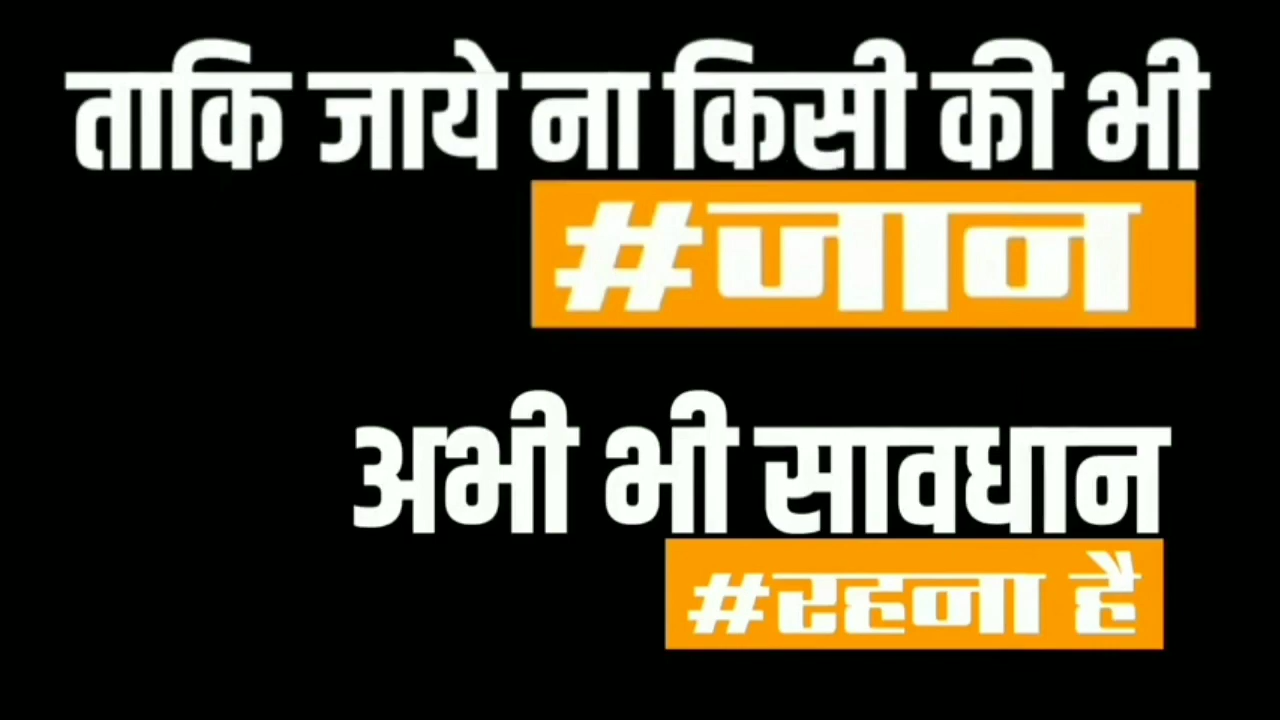 ताकि जाये ना किसी की भी
#जान
अभी भी सावधान
#रहना है